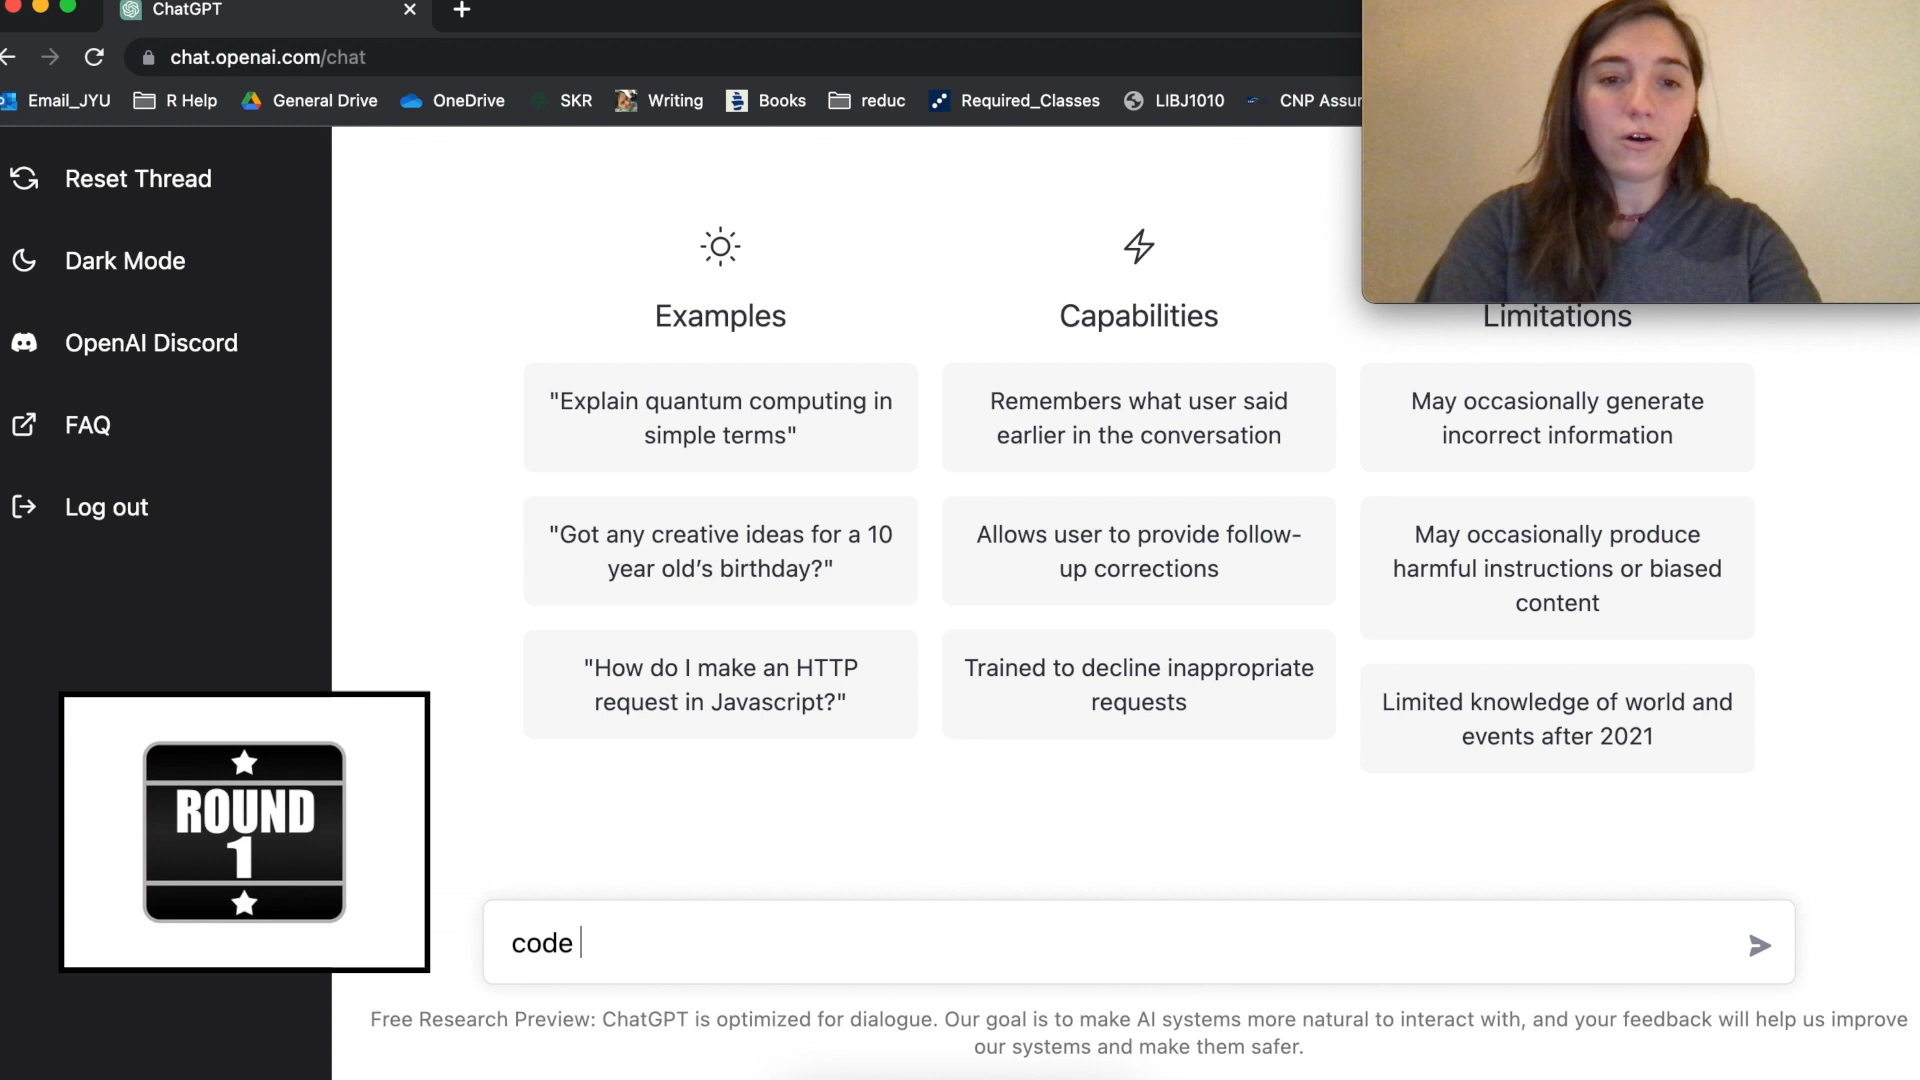 ChatGPT
chat.openai.com/chat
Email_JYU R Help General Drive OneDrive SKR Writing Books reduc Required_Classes LIBJ1010 CNP Assur
Reset Thread
Dark Mode
OpenAI Discord
FAQ
Log out
Examples
"Explain quantum computing in
simple terms"
"Got any creative ideas for a 10
year old’s birthday?"
"How do I make an HTTP
request in Javascript?"
Capabilities
Remembers what user said
earlier in the conversation
Allows user to provide follow-
up corrections
Trained to decline inappropriate
requests
Limitations
May occasionally generate
incorrect information
May occasionally produce
harmful instructions or biased
content
Limited knowledge of world and
events after 2021
ROUND
1
code
Free Research Preview: ChatGPT is optimized for dialogue. Our goal is to make AI systems more natural to interact with, and your feedback will help us improve
our systems and make them safer.